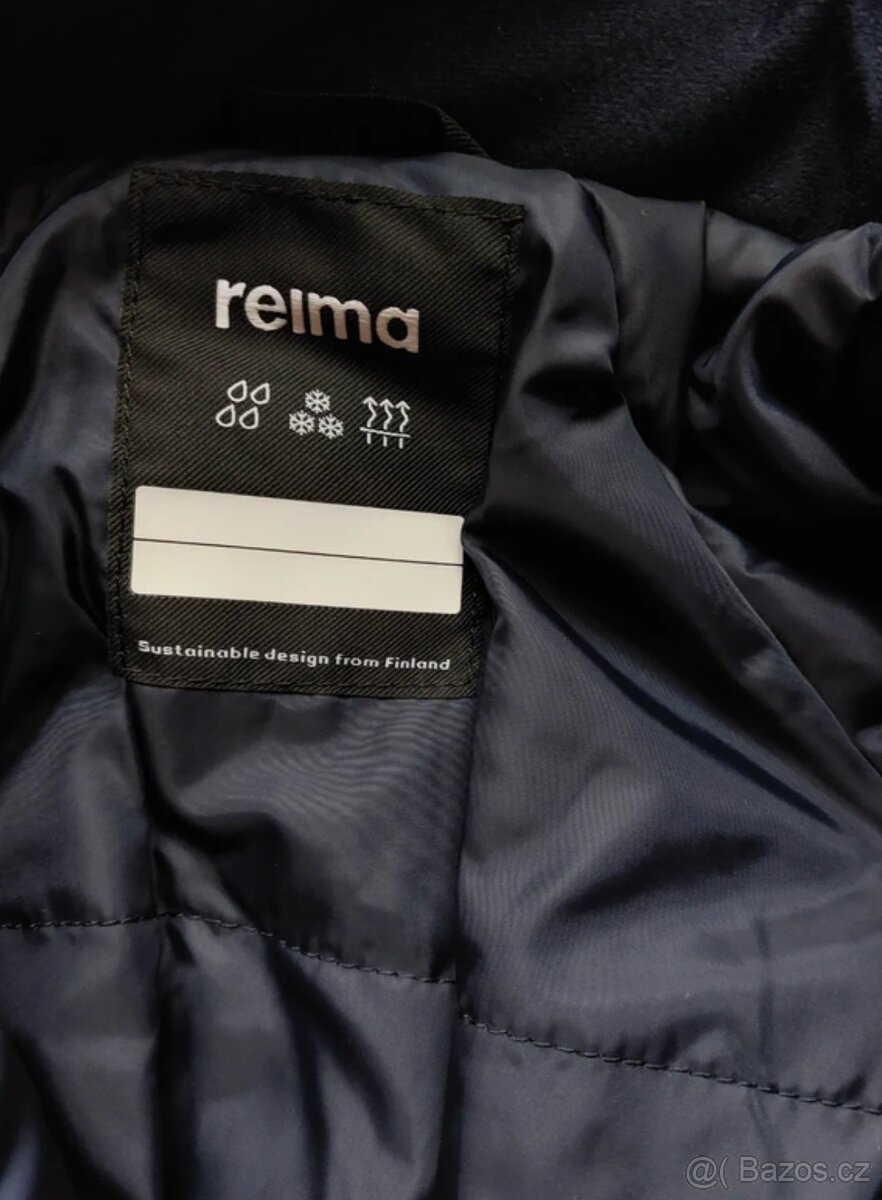 reima
Sustainable design from Finland
@( Bazos.cz